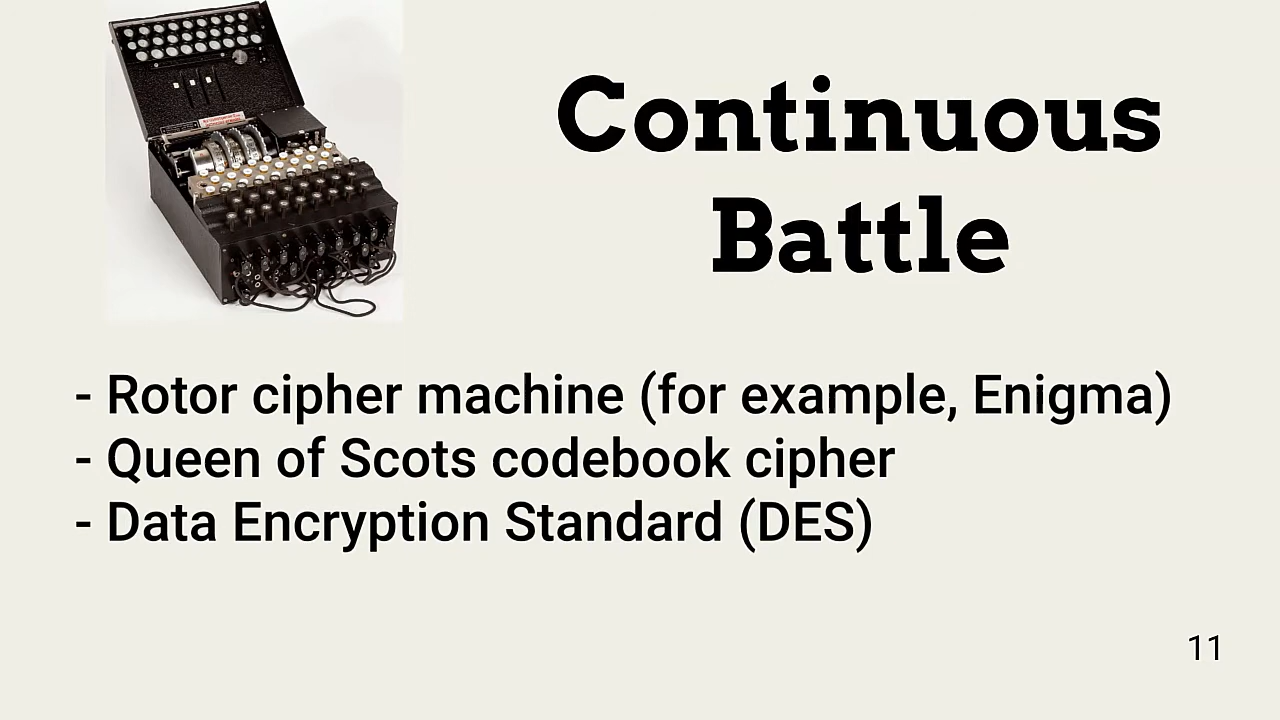 Continuous
Battle
- Rotor cipher machine (for example, Enigma)
- Queen of Scots codebook cipher
- Data Encryption Standard (DES)
11